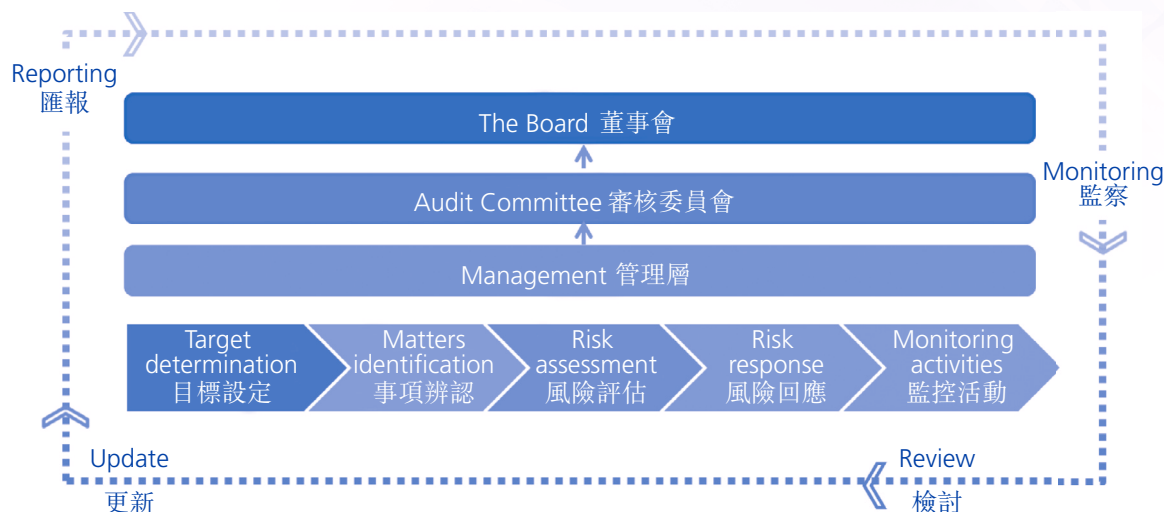 Reporting
匯報
The Board 董事會
Audit Committee 審核委員會
Monitoring
監察
Management 管理層
Target
determination
目標設定
Matters
identification
事項辨認
Risk
assessment
風險評估
Risk
response
風險回應
Monitoring
activities
監控活動
Update
更新
Review
檢討